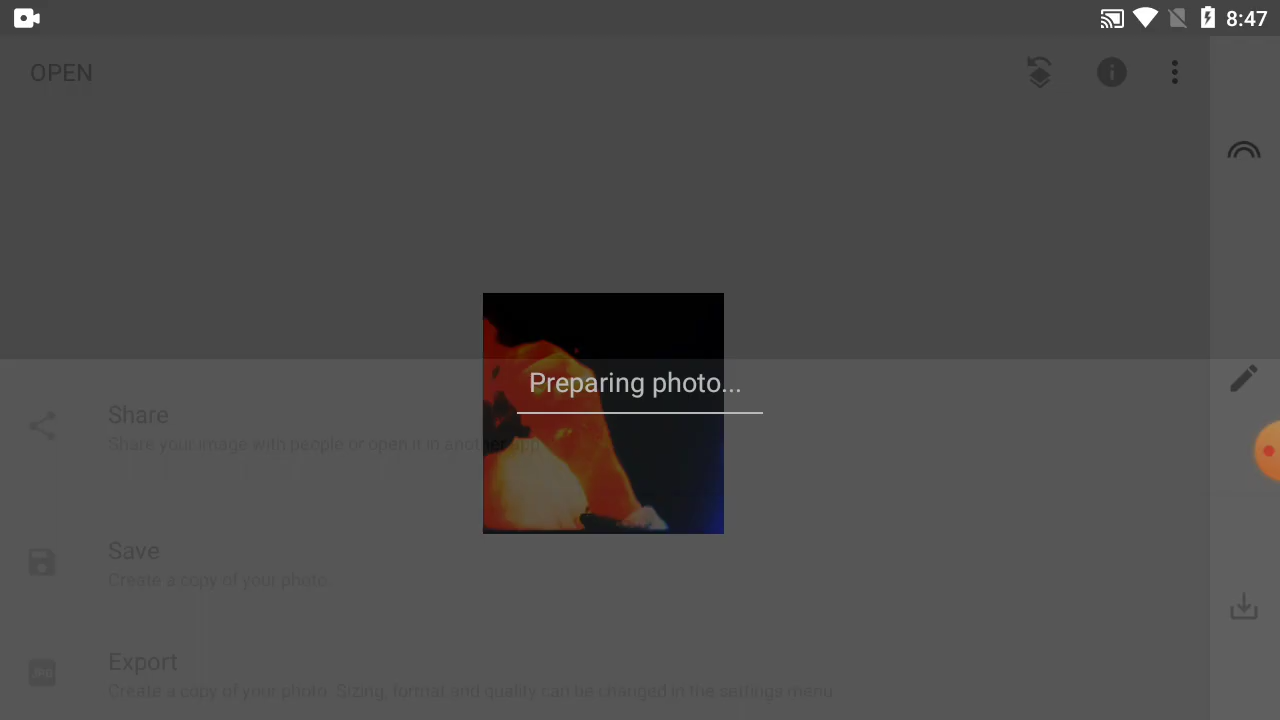 8:47
OPEN
Preparing photo...
Share
Share your image with people or open it in another app
Save
Create a copy of your photo.
JPG
Export
Create a copy of your photo. Sizing, format and quality can be changed in the settings menu.